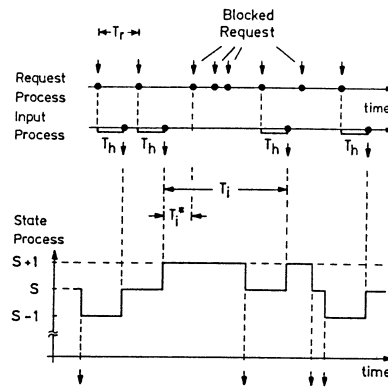 Blocked
Request
T_r
Request
Process
time
Input
Process
T_h
T_h
T_h
T_h
T_i
T_i*
State
Process
S+1
S
S-1
time